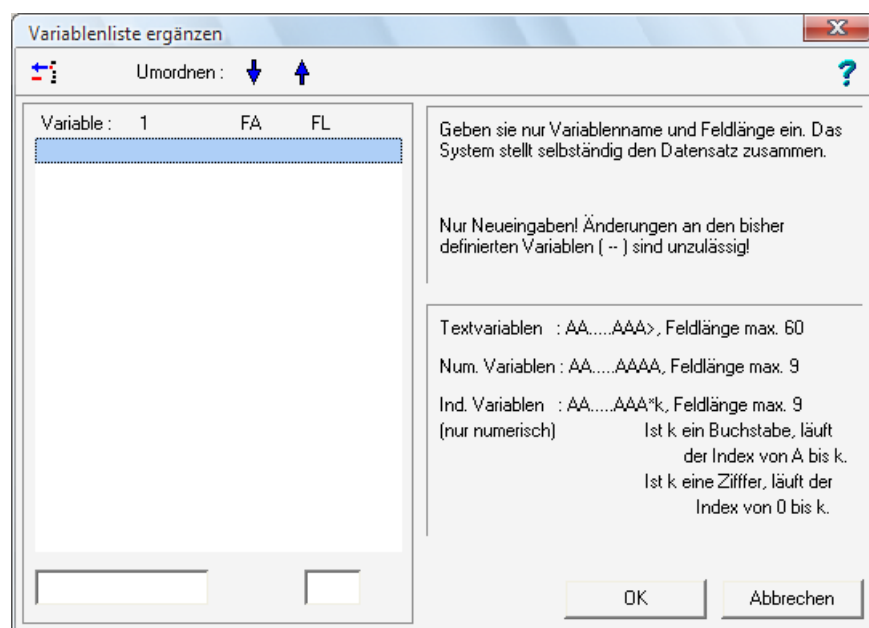 Variablenliste ergänzen
Umordnen :
?
Variable : 1 FA FL
Geben sie nur Variablenname und Feldlänge ein. Das
System stellt selbständig den Datensatz zusammen.
Nur Neueingaben! Änderungen an den bisher
definierten Variablen ( -- ) sind unzulässig!
Textvariablen : AA.....AAA>, Feldlänge max. 60
Num. Variablen : AA.....AAAA, Feldlänge max. 9
Ind. Variablen : AA.....AAA*k, Feldlänge max. 9
(nur numerisch) Ist k ein Buchstabe, läuft
der Index von A bis k.
Ist k eine Zifffer, läuft der
Index von 0 bis k.
OK Abbrechen